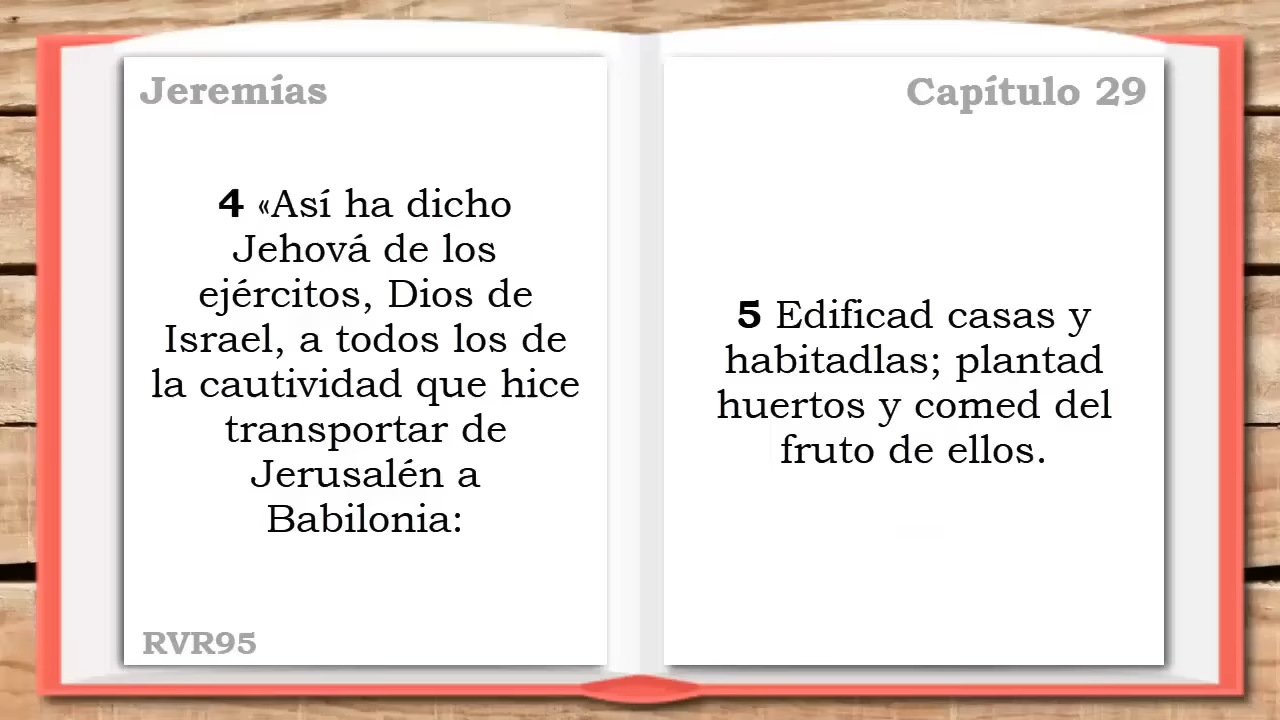 Jeremías
4 «Así ha dicho
Jehová de los
ejércitos, Dios de
Israel, a todos los de
la cautividad que hice
transportar de
Jerusalén a
Babilonia:
RVR95
Capítulo 29
5 Edificad casas y
habitadlas; plantad
huertos y comed del
fruto de ellos.